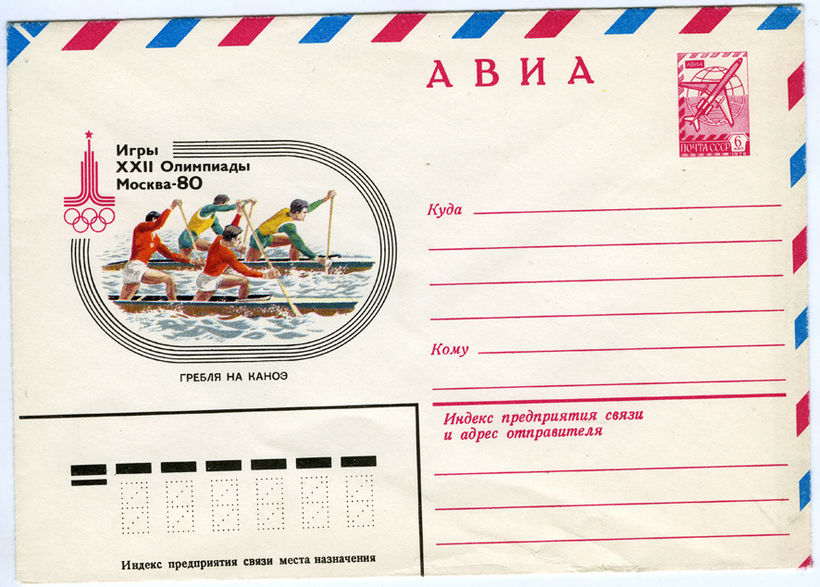 АВИА
АВИА
6
ПОЧТА СССР
Игры
XXII Олимпиады
Москва-80
Куда
Кому
ГРЕБЛЯ НА КАНОЭ
Индекс предприятия связи
и адрес отправителя
Индекс предприятия связи места назначения